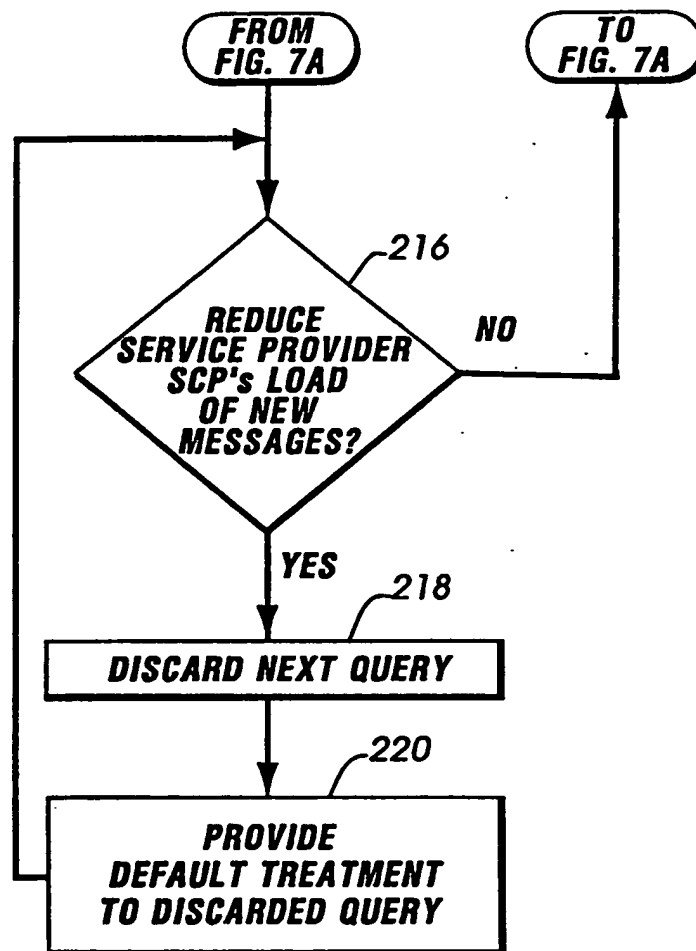 FROM
FIG. 7A
TO
FIG. 7A
216
REDUCE
SERVICE PROVIDER
SCP's LOAD
OF NEW
MESSAGES?
NO
YES
218
DISCARD NEXT QUERY
220
PROVIDE
DEFAULT TREATMENT
TO DISCARDED QUERY